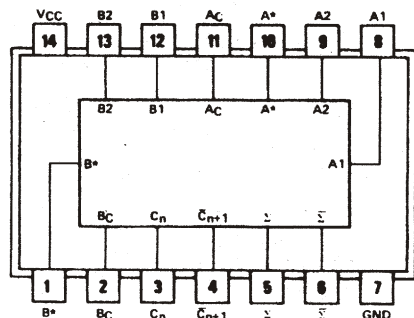 VCC B2 B1 AC A* A2 A1
14 13 12 11 10 9 8
B2 B1 AC A* A2
B* A1
BC Cn C̄n+1 Σ Σ̄
1 2 3 4 5 6 7
B* BC Cn C̄n+1 Σ Σ̄ GND